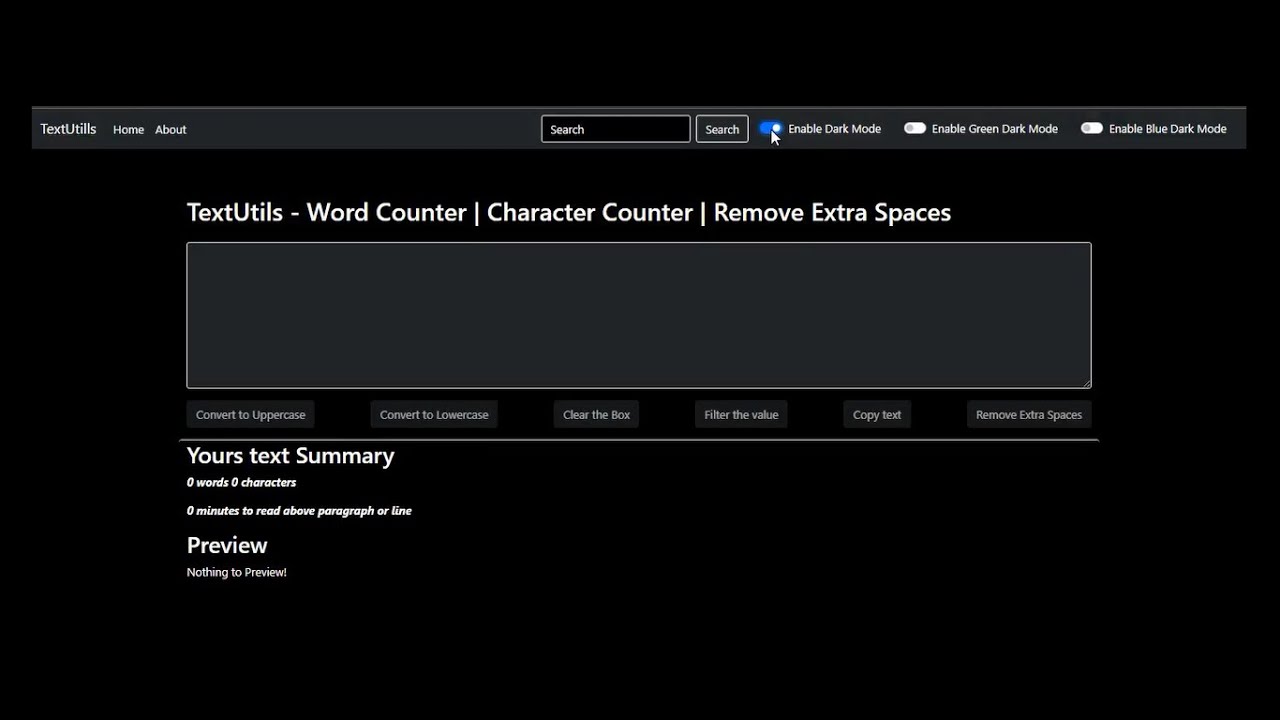 TextUtills Home About Search Search Enable Dark Mode Enable Green Dark Mode Enable Blue Dark Mode
TextUtils - Word Counter | Character Counter | Remove Extra Spaces
Convert to Uppercase Convert to Lowercase Clear the Box Filter the value Copy text Remove Extra Spaces
Yours text Summary
0 words 0 characters
0 minutes to read above paragraph or line
Preview
Nothing to Preview!